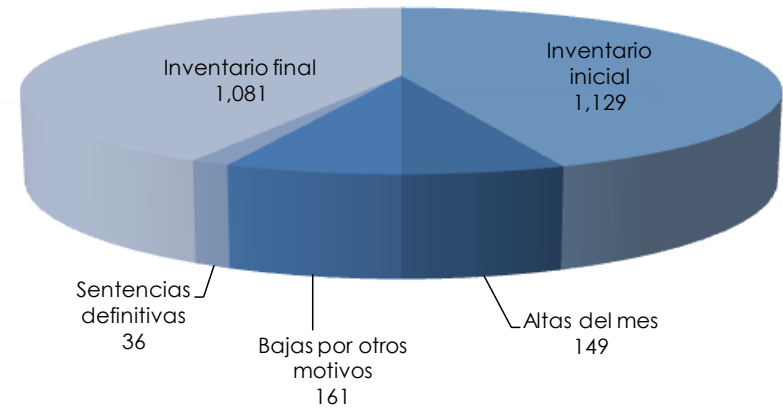 Inventario final
1,081
Inventario
inicial
1,129
Sentencias
definitivas
36
Bajas por otros
motivos
161
Altas del mes
149